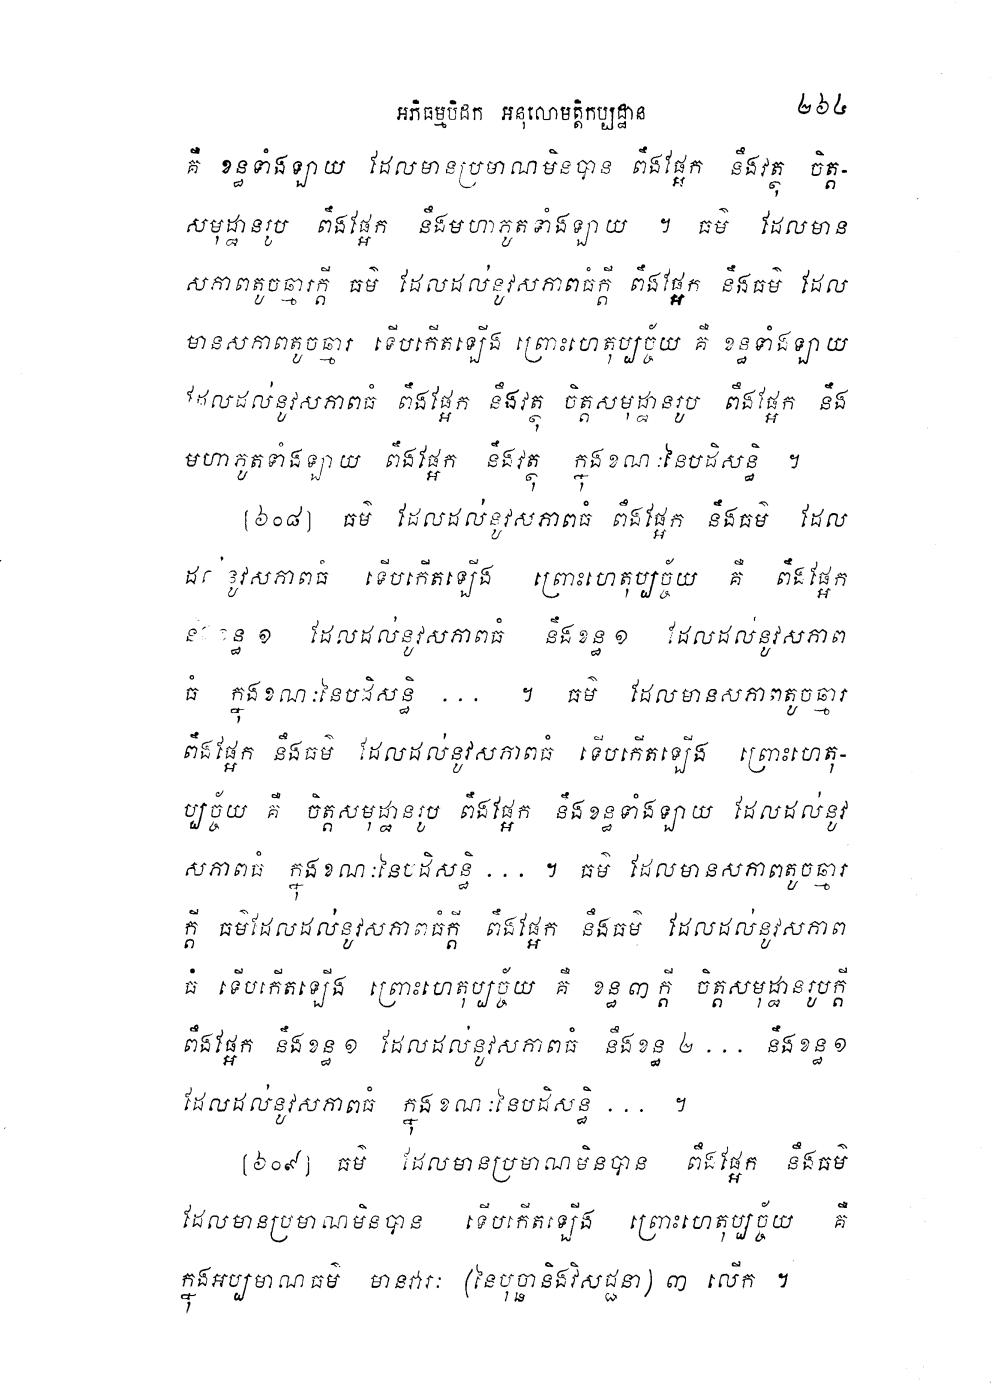 អភិធម្មបិដក អនុលោមត្តិកប្បដ្ឋាន ២៦៤
គឺ ខន្ធទាំងឡាយ ដែលមានប្រមាណមិនបាន ពឹងផ្អែក នឹងវត្ថុ ចិត្ត-
សមុដ្ឋានរូប ពឹងផ្អែក នឹងមហាភូតទាំងឡាយ ។ ធម៌ ដែលមាន
សភាពតូចឆ្មារក្តី ធម៌ ដែលដល់នូវសភាពធំក្តី ពឹងផ្អែក នឹងធម៌ ដែល
មានសភាពតូចឆ្មារ ទើបកើតឡើង ព្រោះហេតុប្បច្ច័យ គឺ ខន្ធទាំងឡាយ
ដែលដល់នូវសភាពធំ ពឹងផ្អែក នឹងវត្ថុ ចិត្តសមុដ្ឋានរូប ពឹងផ្អែក នឹង
មហាភូតទាំងឡាយ ពឹងផ្អែក នឹងវត្ថុ ក្នុងខណៈនៃបដិសន្ធិ ។
[៦០៨] ធម៌ ដែលដល់នូវសភាពធំ ពឹងផ្អែក នឹងធម៌ ដែល
ដល់នូវសភាពធំ ទើបកើតឡើង ព្រោះហេតុប្បច្ច័យ គឺ ពឹងផ្អែក
នឹងខន្ធ ១ ដែលដល់នូវសភាពធំ នឹងខន្ធ ១ ដែលដល់នូវសភាព
ធំ ក្នុងខណៈនៃបដិសន្ធិ ... ។ ធម៌ ដែលមានសភាពតូចឆ្មារ
ពឹងផ្អែក នឹងធម៌ ដែលដល់នូវសភាពធំ ទើបកើតឡើង ព្រោះហេតុ-
ប្បច្ច័យ គឺ ចិត្តសមុដ្ឋានរូប ពឹងផ្អែក នឹងខន្ធទាំងឡាយ ដែលដល់នូវ
សភាពធំ ក្នុងខណៈនៃបដិសន្ធិ ... ។ ធម៌ ដែលមានសភាពតូចឆ្មារ
ក្តី ធម៌ដែលដល់នូវសភាពធំក្តី ពឹងផ្អែក នឹងធម៌ ដែលដល់នូវសភាព
ធំ ទើបកើតឡើង ព្រោះហេតុប្បច្ច័យ គឺ ខន្ធ ៣ ក្តី ចិត្តសមុដ្ឋានរូបក្តី
ពឹងផ្អែក នឹងខន្ធ ១ ដែលដល់នូវសភាពធំ នឹងខន្ធ ២ ... នឹងខន្ធ ១
ដែលដល់នូវសភាពធំ ក្នុងខណៈនៃបដិសន្ធិ ... ។
[៦០៩] ធម៌ ដែលមានប្រមាណមិនបាន ពឹងផ្អែក នឹងធម៌
ដែលមានប្រមាណមិនបាន ទើបកើតឡើង ព្រោះហេតុប្បច្ច័យ គឺ
ក្នុងអប្បមាណធម៌ មានវារៈ (នៃបុច្ឆានិងវិសជ្ជនា) ៣ លើក ។